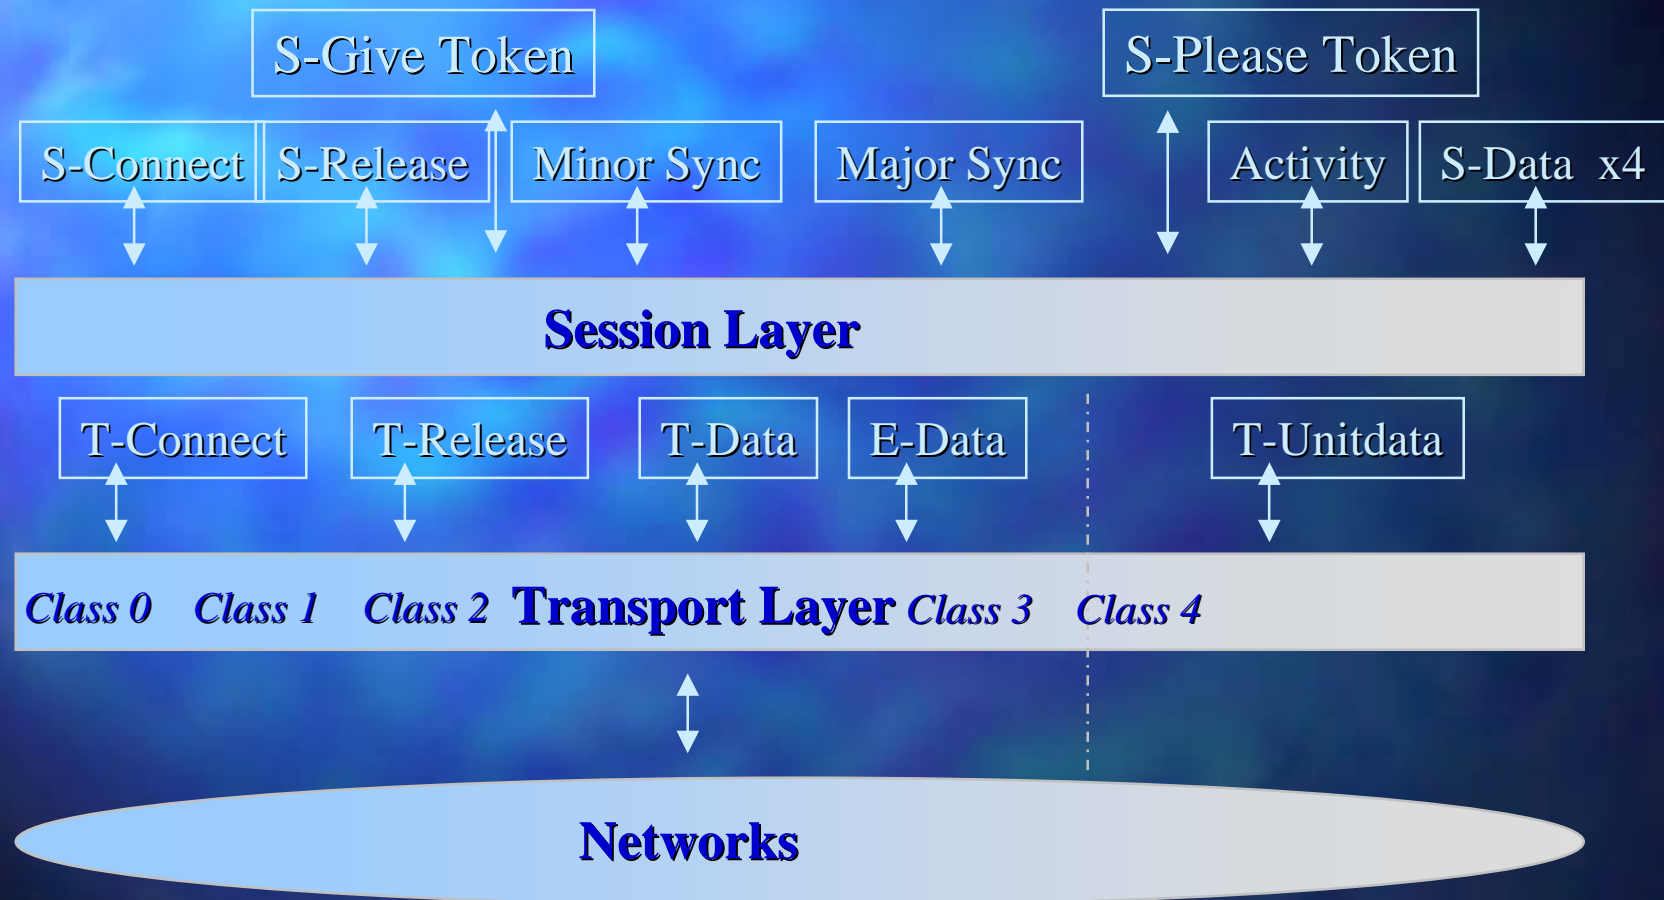 S-Give Token
S-Please Token
S-Connect
S-Release
Minor Sync
Major Sync
Activity
S-Data x4
Session Layer
T-Connect
T-Release
T-Data
E-Data
T-Unitdata
Class 0 Class 1 Class 2 Transport Layer Class 3 Class 4
Networks